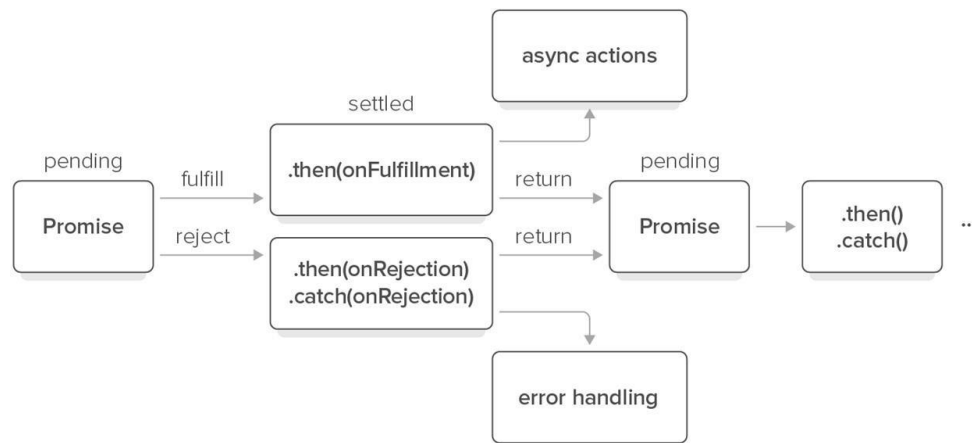 async actions
settled
pending
.then(onFulfillment)
pending
fulfill
return
Promise
Promise
.then()
.catch()
..
reject
return
.then(onRejection)
.catch(onRejection)
error handling